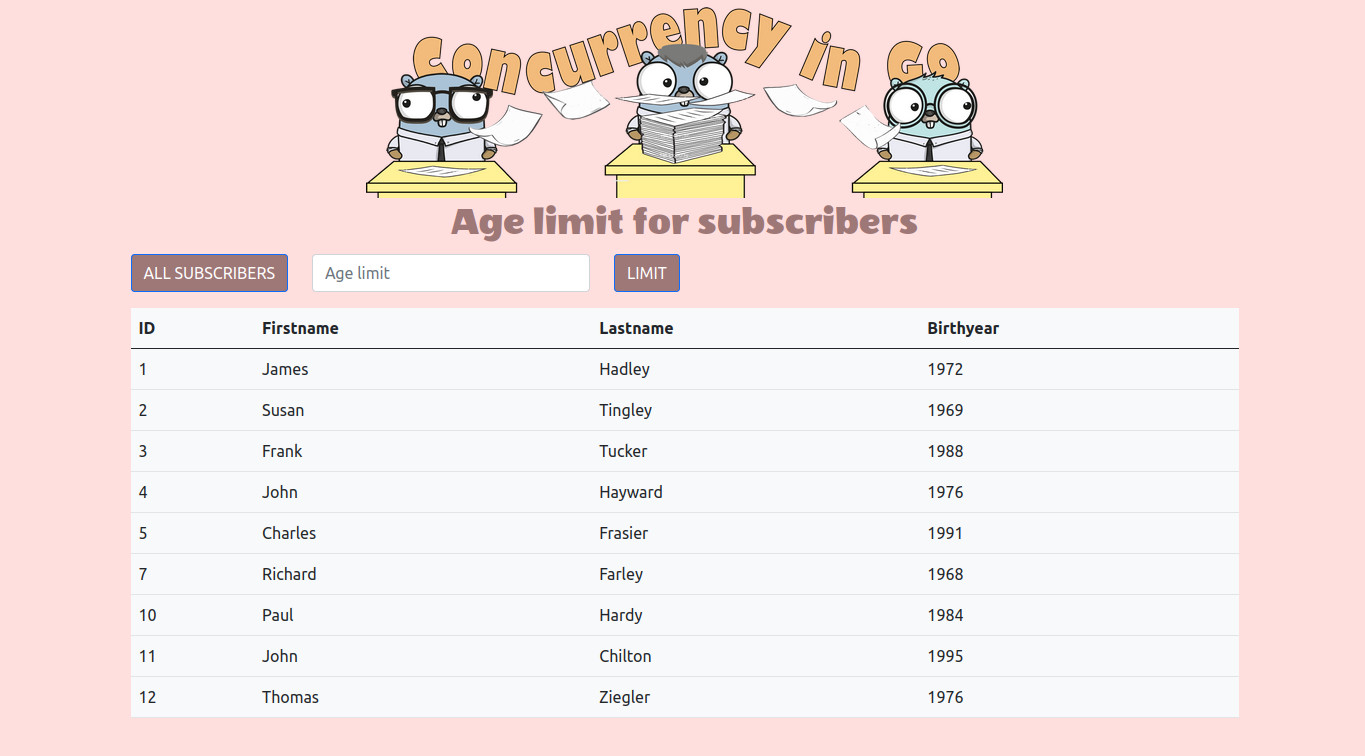 Concurrency in Go
Age limit for subscribers
ALL SUBSCRIBERS Age limit LIMIT
ID Firstname Lastname Birthyear
1 James Hadley 1972
2 Susan Tingley 1969
3 Frank Tucker 1988
4 John Hayward 1976
5 Charles Frasier 1991
7 Richard Farley 1968
10 Paul Hardy 1984
11 John Chilton 1995
12 Thomas Ziegler 1976